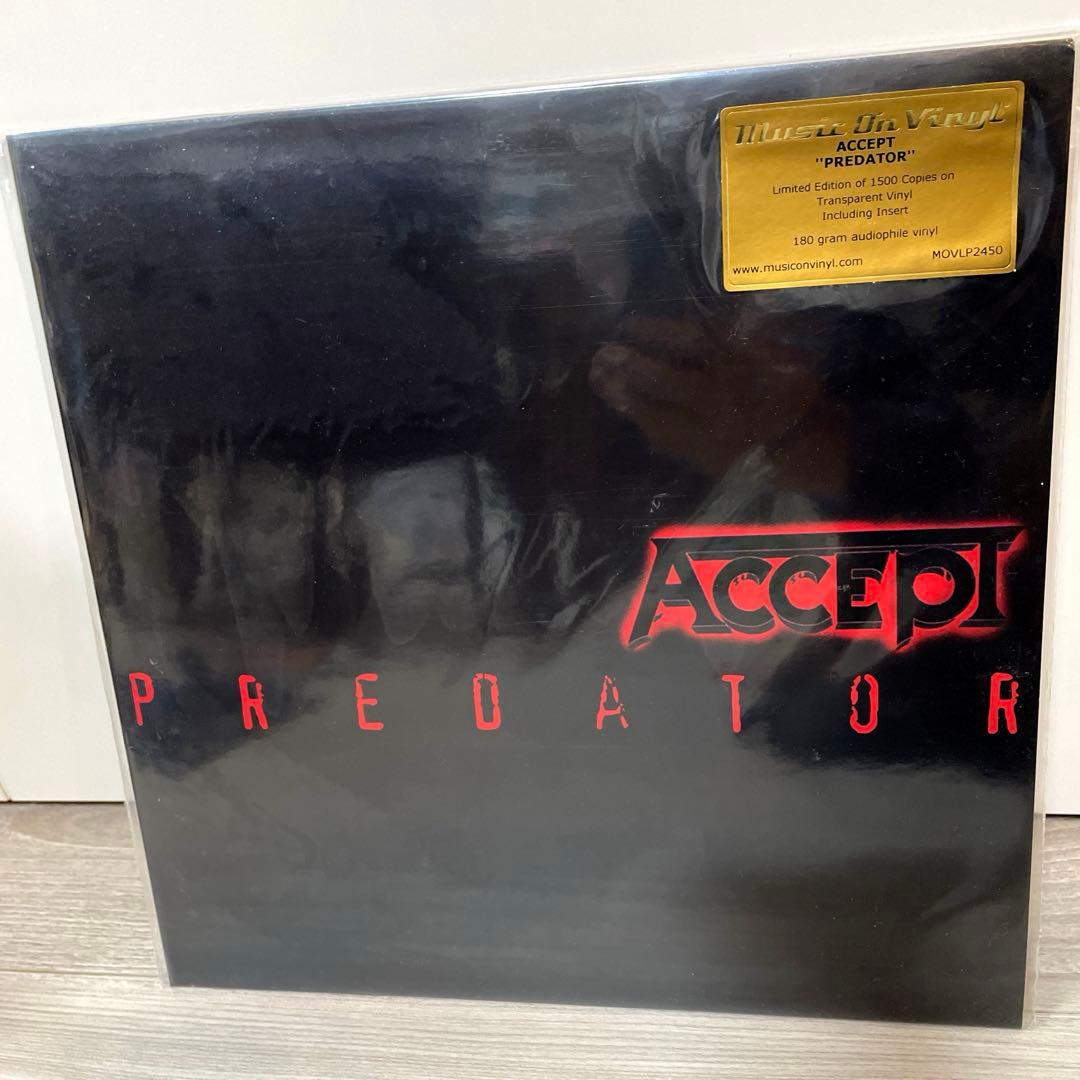 Music On Vinyl
ACCEPT
"PREDATOR"
Limited Edition of 1500 Copies on
Transparent Vinyl
Including Insert
180 gram audiophile vinyl
www.musiconvinyl.com MOVLP2450
ACCEPT
PREDATOR